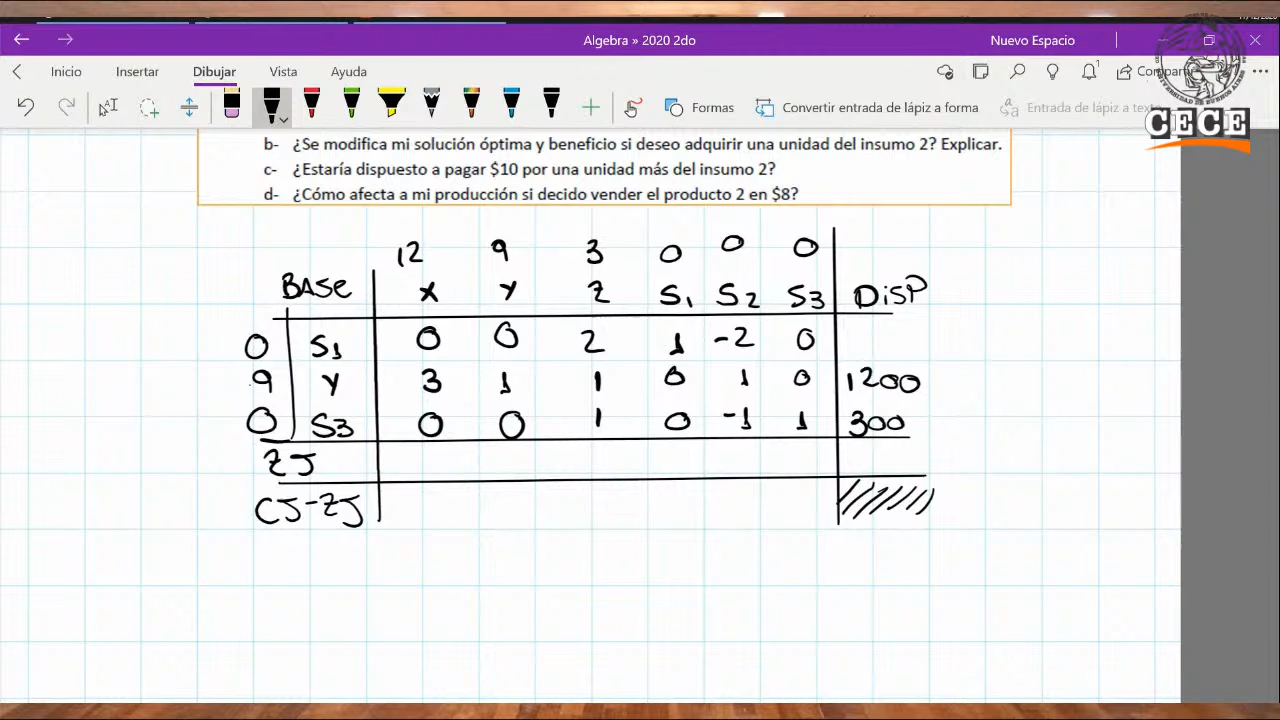 Algebra » 2020 2do
Nuevo Espacio
Inicio Insertar Dibujar Vista Ayuda
Formas Convertir entrada de lápiz a forma Entrada de lápiz a texto
CECE
b- ¿Se modifica mi solución óptima y beneficio si deseo adquirir una unidad del insumo 2? Explicar.
c- ¿Estaría dispuesto a pagar $10 por una unidad más del insumo 2?
d- ¿Cómo afecta a mi producción si decido vender el producto 2 en $8?
12 9 3 0 0 0
BASE X Y Z S1 S2 S3 DISP
0 S1 0 0 2 1 -2 0
9 Y 3 1 1 0 1 0 1200
0 S3 0 0 1 0 -1 1 300
ZJ
CJ-ZJ